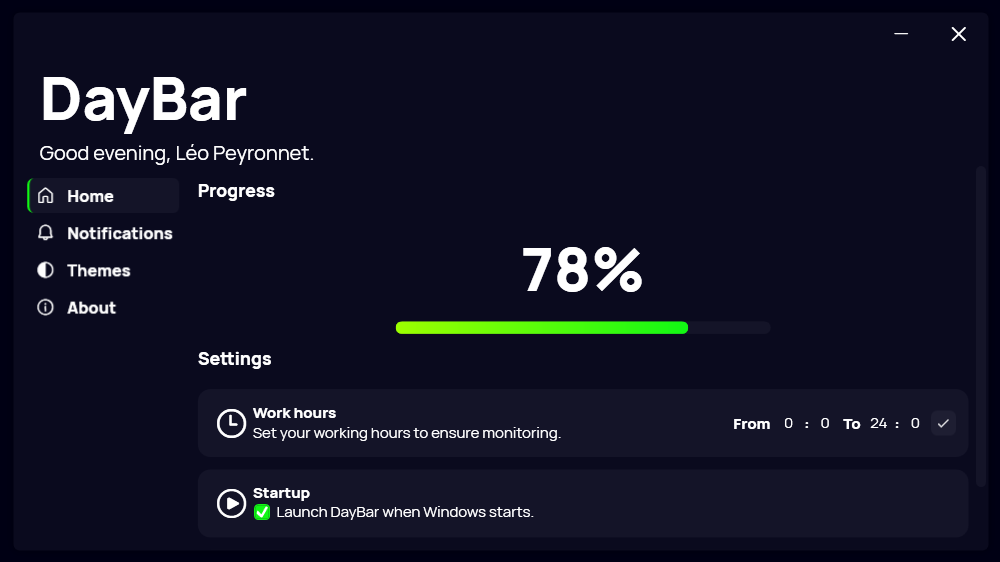 DayBar
Good evening, Léo Peyronnet.
Home
Notifications
Themes
About
Progress
78%
Settings
Work hours
Set your working hours to ensure monitoring.
From 0 : 0 To 24 : 0
Startup
Launch DayBar when Windows starts.